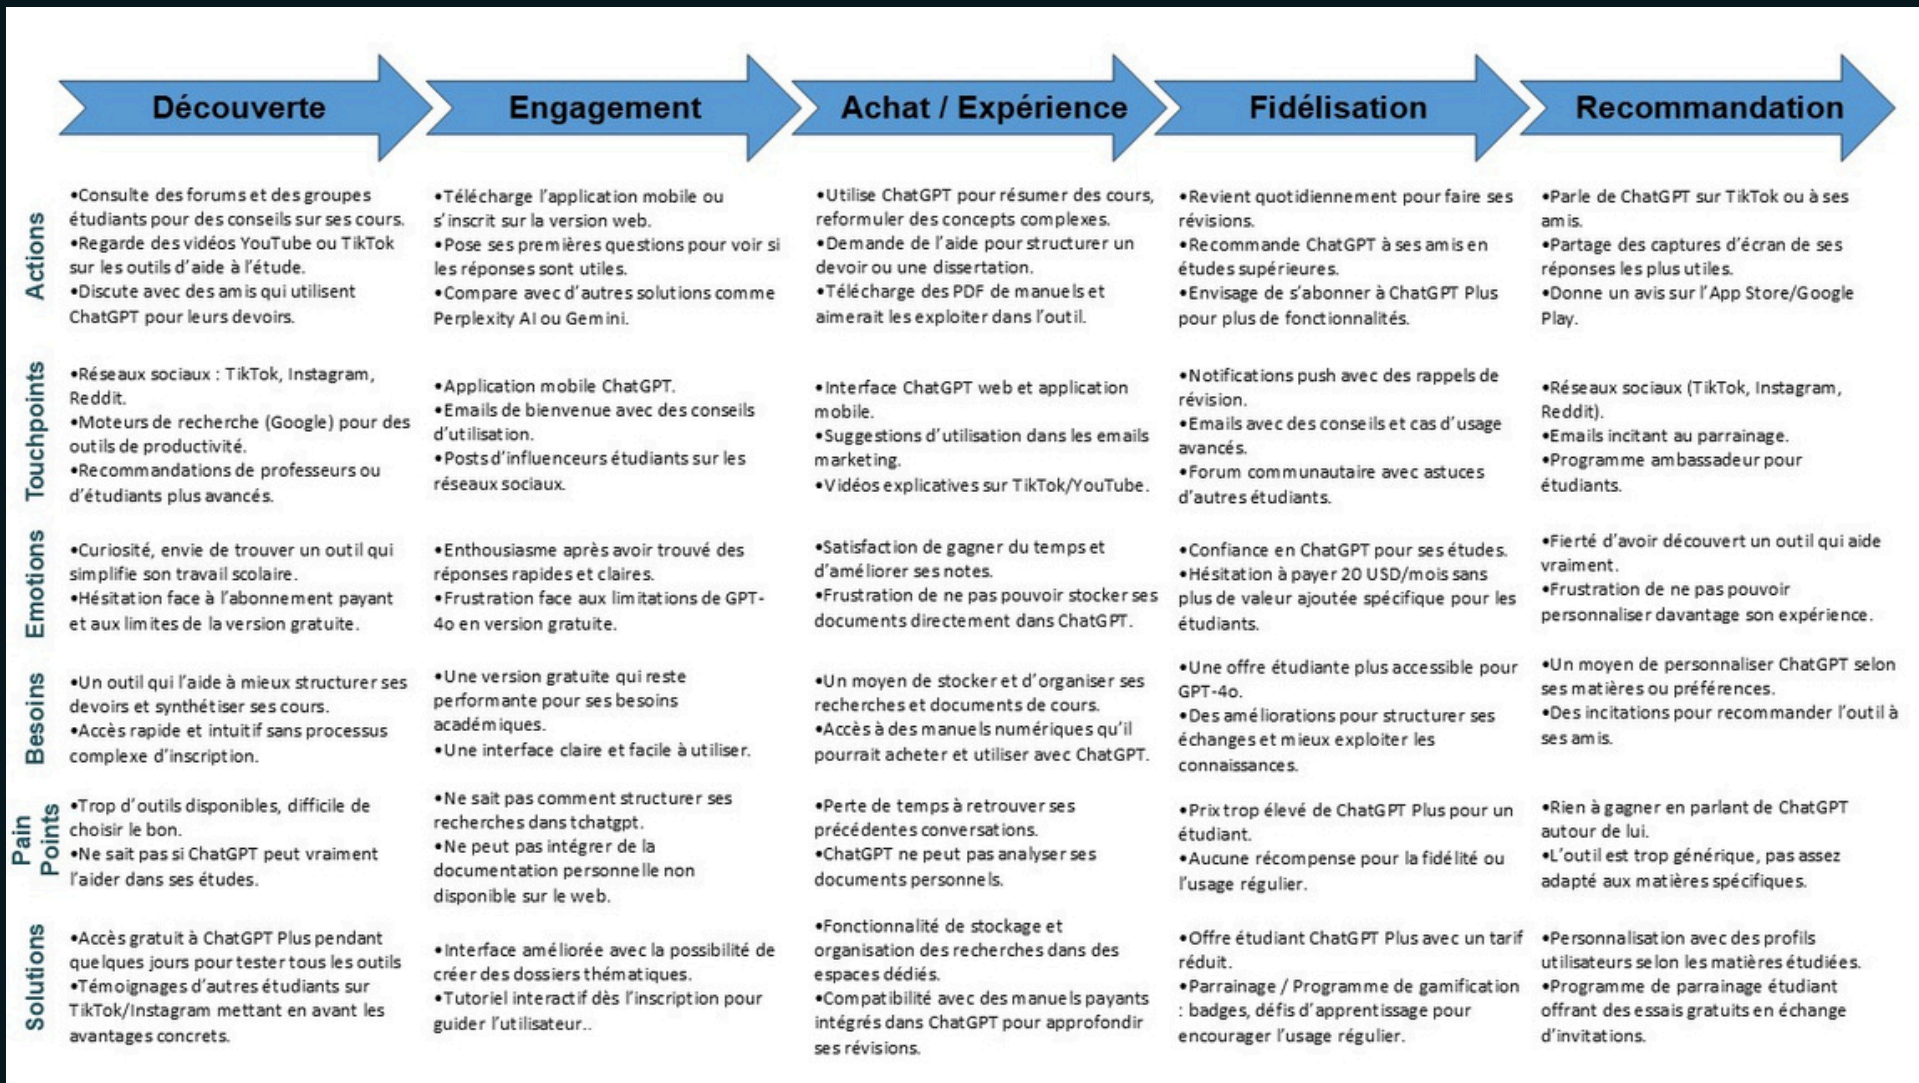 Découverte
Engagement
Achat / Expérience
Fidélisation
Recommandation
Actions
•Consulte des forums et des groupes
étudiants pour des conseils sur ses cours.
•Regarde des vidéos YouTube ou TikTok
sur les outils d'aide à l'étude.
•Discute avec des amis qui utilisent
ChatGPT pour leurs devoirs.
•Télécharge l'application mobile ou
s'inscrit sur la version web.
•Pose ses premières questions pour voir si
les réponses sont utiles.
•Compare avec d'autres solutions comme
Perplexity AI ou Gemini.
•Utilise ChatGPT pour résumer des cours,
reformuler des concepts complexes.
•Demande de l'aide pour structurer un
devoir ou une dissertation.
•Télécharge des PDF de manuels et
aimerait les exploiter dans l'outil.
•Revient quotidiennement pour faire ses
révisions.
•Recommande ChatGPT à ses amis en
études supérieures.
•Envisage de s'abonner à ChatGPT Plus
pour plus de fonctionnalités.
•Parle de ChatGPT sur TikTok ou à ses
amis.
•Partage des captures d'écran de ses
réponses les plus utiles.
•Donne un avis sur l'App Store/Google
Play.
Touchpoints
•Réseaux sociaux : TikTok, Instagram,
Reddit.
•Moteurs de recherche (Google) pour des
outils de productivité.
•Recommandations de professeurs ou
d'étudiants plus avancés.
•Application mobile ChatGPT.
•Emails de bienvenue avec des conseils
d'utilisation.
•Posts d'influenceurs étudiants sur les
réseaux sociaux.
•Interface ChatGPT web et application
mobile.
•Suggestions d'utilisation dans les emails
marketing.
•Vidéos explicatives sur TikTok/YouTube.
•Notifications push avec des rappels de
révision.
•Emails avec des conseils et cas d'usage
avancés.
•Forum communautaire avec astuces
d'autres étudiants.
•Réseaux sociaux (TikTok, Instagram,
Reddit).
•Emails incitant au parrainage.
•Programme ambassadeur pour
étudiants.
Emotions
•Curiosité, envie de trouver un outil qui
simplifie son travail scolaire.
•Hésitation face à l'abonnement payant
et aux limites de la version gratuite.
•Enthousiasme après avoir trouvé des
réponses rapides et claires.
•Frustration face aux limitations de GPT-
4o en version gratuite.
•Satisfaction de gagner du temps et
d'améliorer ses notes.
•Frustration de ne pas pouvoir stocker ses
documents directement dans ChatGPT.
•Confiance en ChatGPT pour ses études.
•Hésitation à payer 20 USD/mois sans
plus de valeur ajoutée spécifique pour les
étudiants.
•Fierté d'avoir découvert un outil qui aide
vraiment.
•Frustration de ne pas pouvoir
personnaliser davantage son expérience.
Besoins
•Un outil qui l'aide à mieux structurer ses
devoirs et synthétiser ses cours.
•Accès rapide et intuitif sans processus
complexe d'inscription.
•Une version gratuite qui reste
performante pour ses besoins
académiques.
•Une interface claire et facile à utiliser.
•Un moyen de stocker et d'organiser ses
recherches et documents de cours.
•Accès à des manuels numériques qu'il
pourrait acheter et utiliser avec ChatGPT.
•Une offre étudiante plus accessible pour
GPT-4o.
•Des améliorations pour structurer ses
échanges et mieux exploiter les
connaissances.
•Un moyen de personnaliser ChatGPT selon
ses matières ou préférences.
•Des incitations pour recommander l'outil à
ses amis.
Pain
Points
•Trop d'outils disponibles, difficile de
choisir le bon.
•Ne sait pas si ChatGPT peut vraiment
l'aider dans ses études.
•Ne sait pas comment structurer ses
recherches dans tchatgpt.
•Ne peut pas intégrer de la
documentation personnelle non
disponible sur le web.
•Perte de temps à retrouver ses
précédentes conversations.
•ChatGPT ne peut pas analyser ses
documents personnels.
•Prix trop élevé de ChatGPT Plus pour un
étudiant.
•Aucune récompense pour la fidélité ou
l'usage régulier.
•Rien à gagner en parlant de ChatGPT
autour de lui.
•L'outil est trop générique, pas assez
adapté aux matières spécifiques.
Solutions
•Accès gratuit à ChatGPT Plus pendant
quelques jours pour tester tous les outils
•Témoignages d'autres étudiants sur
TikTok/Instagram mettant en avant les
avantages concrets.
•Interface améliorée avec la possibilité de
créer des dossiers thématiques.
•Tutoriel interactif dès l'inscription pour
guider l'utilisateur..
•Fonctionnalité de stockage et
organisation des recherches dans des
espaces dédiés.
•Compatibilité avec des manuels payants
intégrés dans ChatGPT pour approfondir
ses révisions.
•Offre étudiant ChatGPT Plus avec un tarif
réduit.
•Parrainage / Programme de gamification
: badges, défis d'apprentissage pour
encourager l'usage régulier.
•Personnalisation avec des profils
utilisateurs selon les matières étudiées.
•Programme de parrainage étudiant
offrant des essais gratuits en échange
d'invitations.